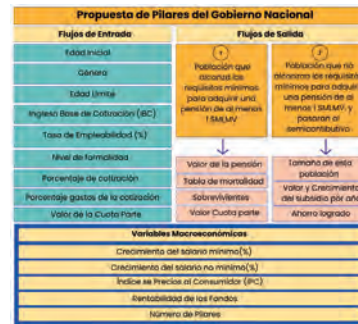 Propuesta de Pilares del Gobierno Nacional
Flujos de Entrada
Flujos de Salida
Edad Inicial
Género
Edad Límite
Ingreso Base de Cotización (IBC)
Tasa de Empleabilidad (%)
Nivel de formalidad
Porcentaje de cotización
Porcentaje gastos de la cotización
Valor de la Cuota Parte
1
Población que
alcanza los
requisitos mínimos
para adquirir una
pensión de al menos
1 SMLMV
Valor de la pensión
Tabla de mortalidad
Sobrevivientes
Valor Cuota parte
2
Población que no
alcanzan los requisitos
mínimos para adquirir
una pensión de al
menos 1 SMLMV y
pasaran al
semicontributivo
Tamaño de esta
población
Valor y Crecimiento
del subsidio por año
Ahorro logrado
Variables Macroeconómicas
Crecimiento del salario mínimo(%)
Crecimiento del salario no mínimo(%)
Índice se Precios al Consumidor (IPC)
Rentabilidad de los Fondos
Número de Pilares